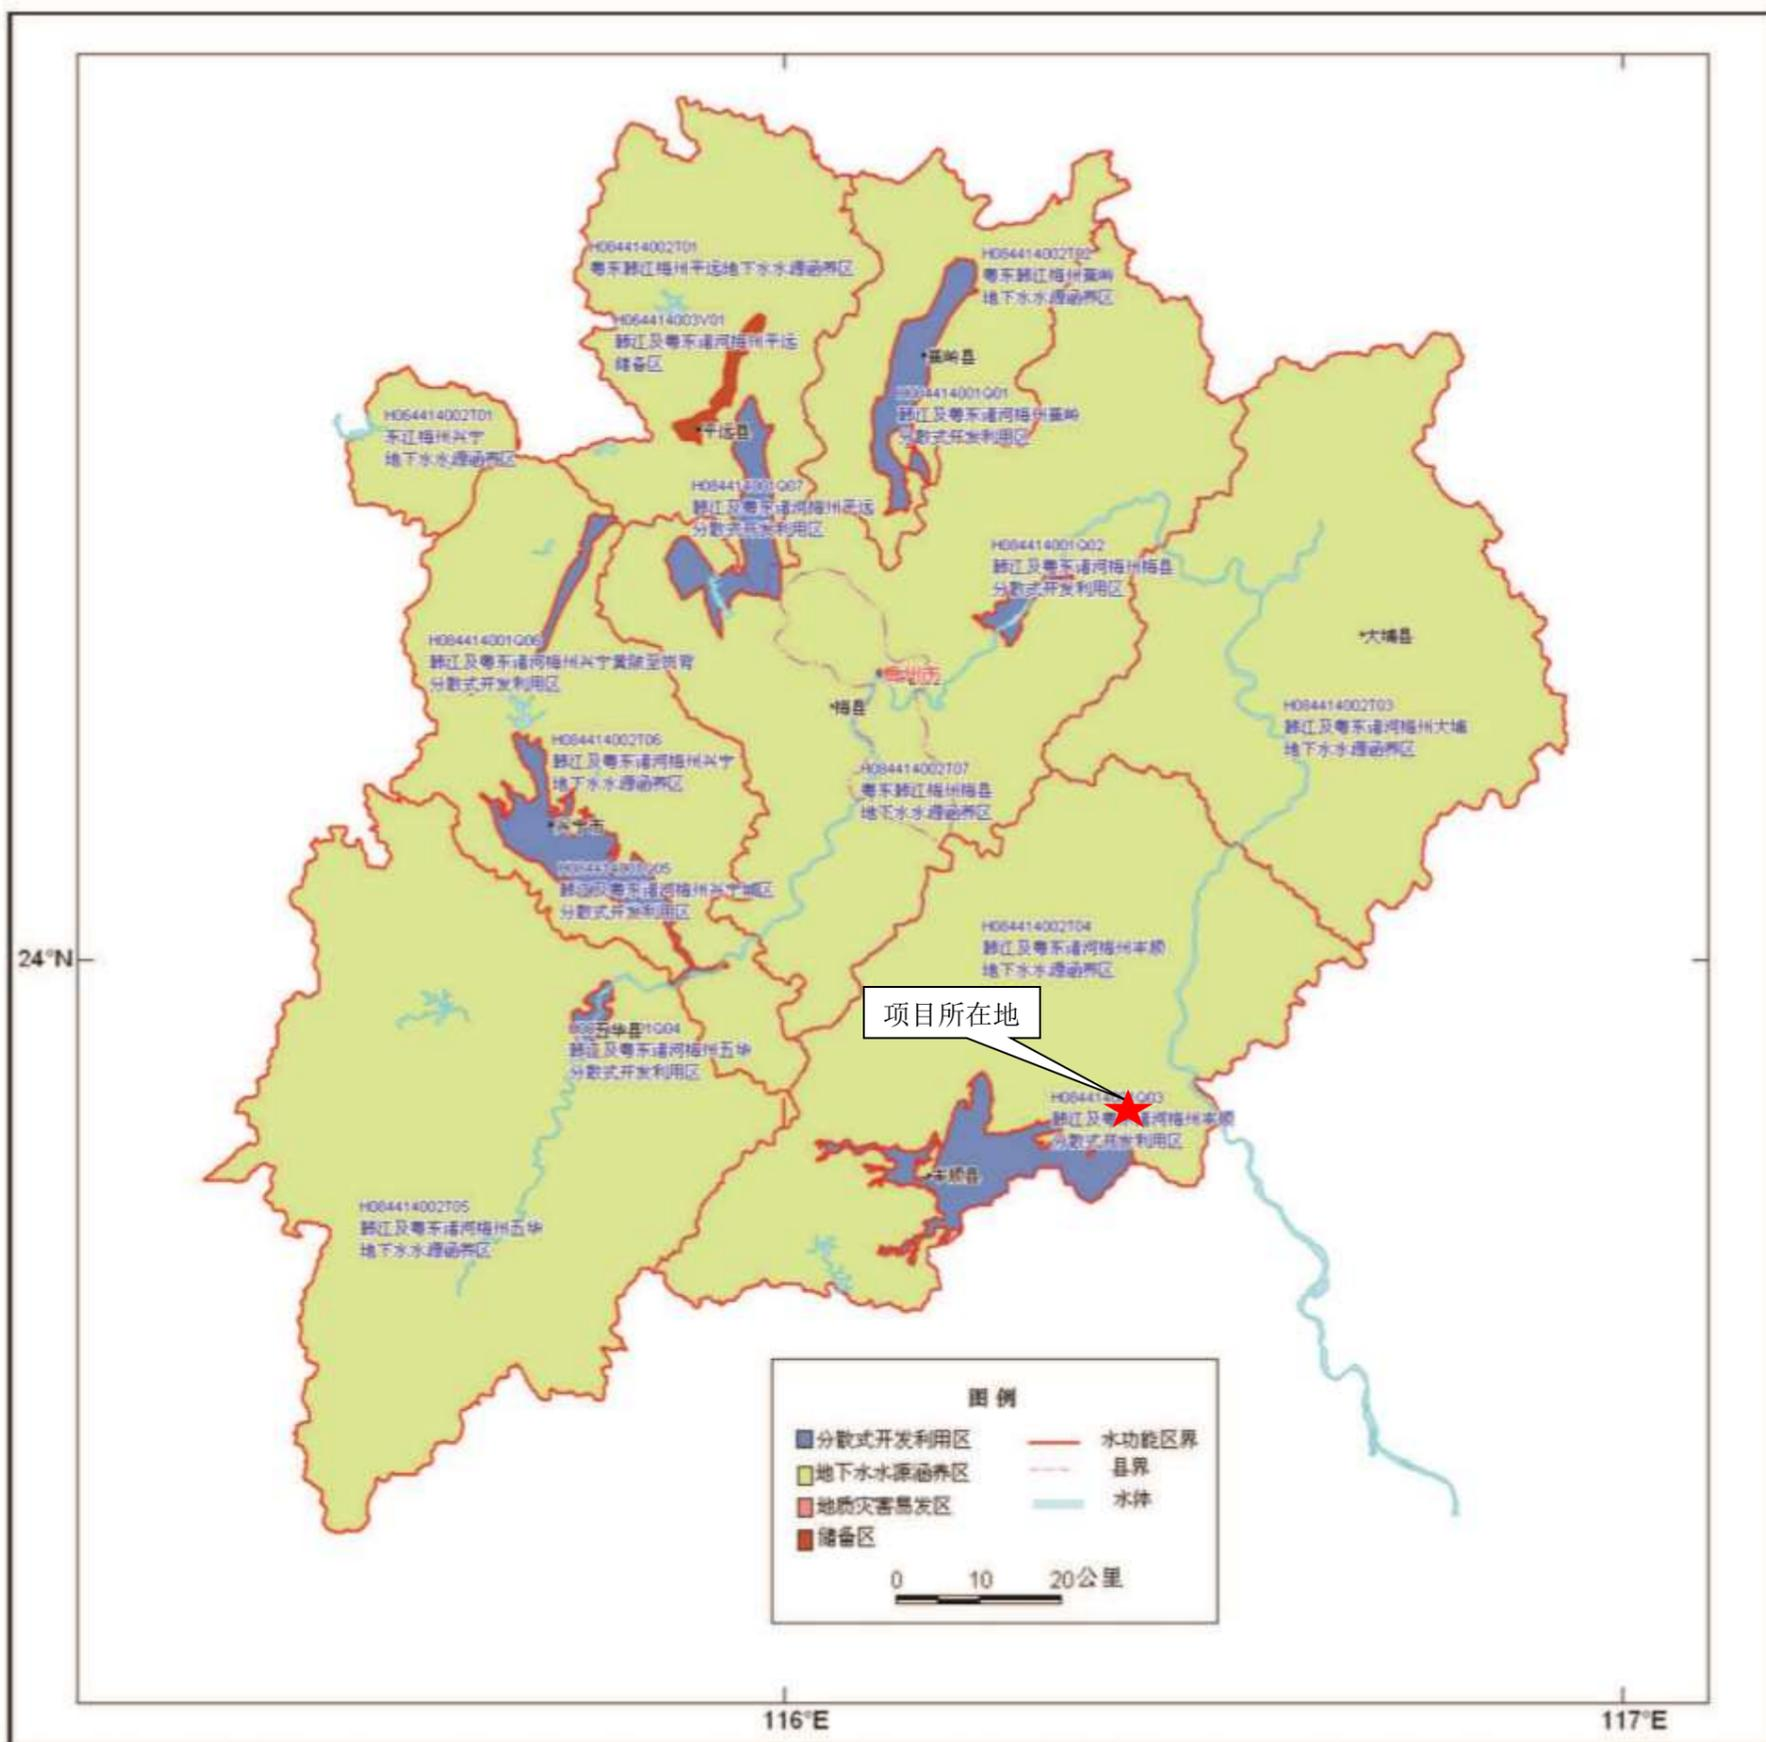 H084414002T01
粤东韩江梅州平远地下水水源涵养区
H084414002T02
粤东韩江梅州蕉岭
地下水水源涵养区
H084414003V01
韩江及粤东诸河梅州平远
储备区
蕉岭县
H084414001Q01
韩江及粤东诸河梅州蕉岭
分散式开发利用区
H064414002T01
东江梅州兴宁
地下水水源涵养区
平远县
H084414001Q07
韩江及粤东诸河梅州平远
分散式开发利用区
H084414001Q02
韩江及粤东诸河梅州梅县
分散式开发利用区
大埔县
H084414001Q06
韩江及粤东诸河梅州兴宁黄陂至
分散式开发利用区
梅州市
梅县
H084414002T03
韩江及粤东诸河梅州大埔
地下水水源涵养区
H084414002T06
韩江及粤东诸河梅州兴宁
地下水水源涵养区
H084414002T07
粤东韩江梅州梅县
地下水水源涵养区
兴宁市
H084414001Q05
韩江及粤东诸河梅州兴宁城区
分散式开发利用区
H084414002T04
韩江及粤东诸河梅州丰顺
地下水水源涵养区
24°N
项目所在地
五华县
1Q04
韩江及粤东诸河梅州五华
分散式开发利用区
Q03
韩江及粤 诸河梅州丰顺
分散式开发利用区
丰顺县
H084414002T05
韩江及粤东诸河梅州五华
地下水水源涵养区
图例
分散式开发利用区
水功能区界
地下水水源涵养区
县界
地质灾害易发区
水体
储备区
0 10 20公里
116°E
117°E